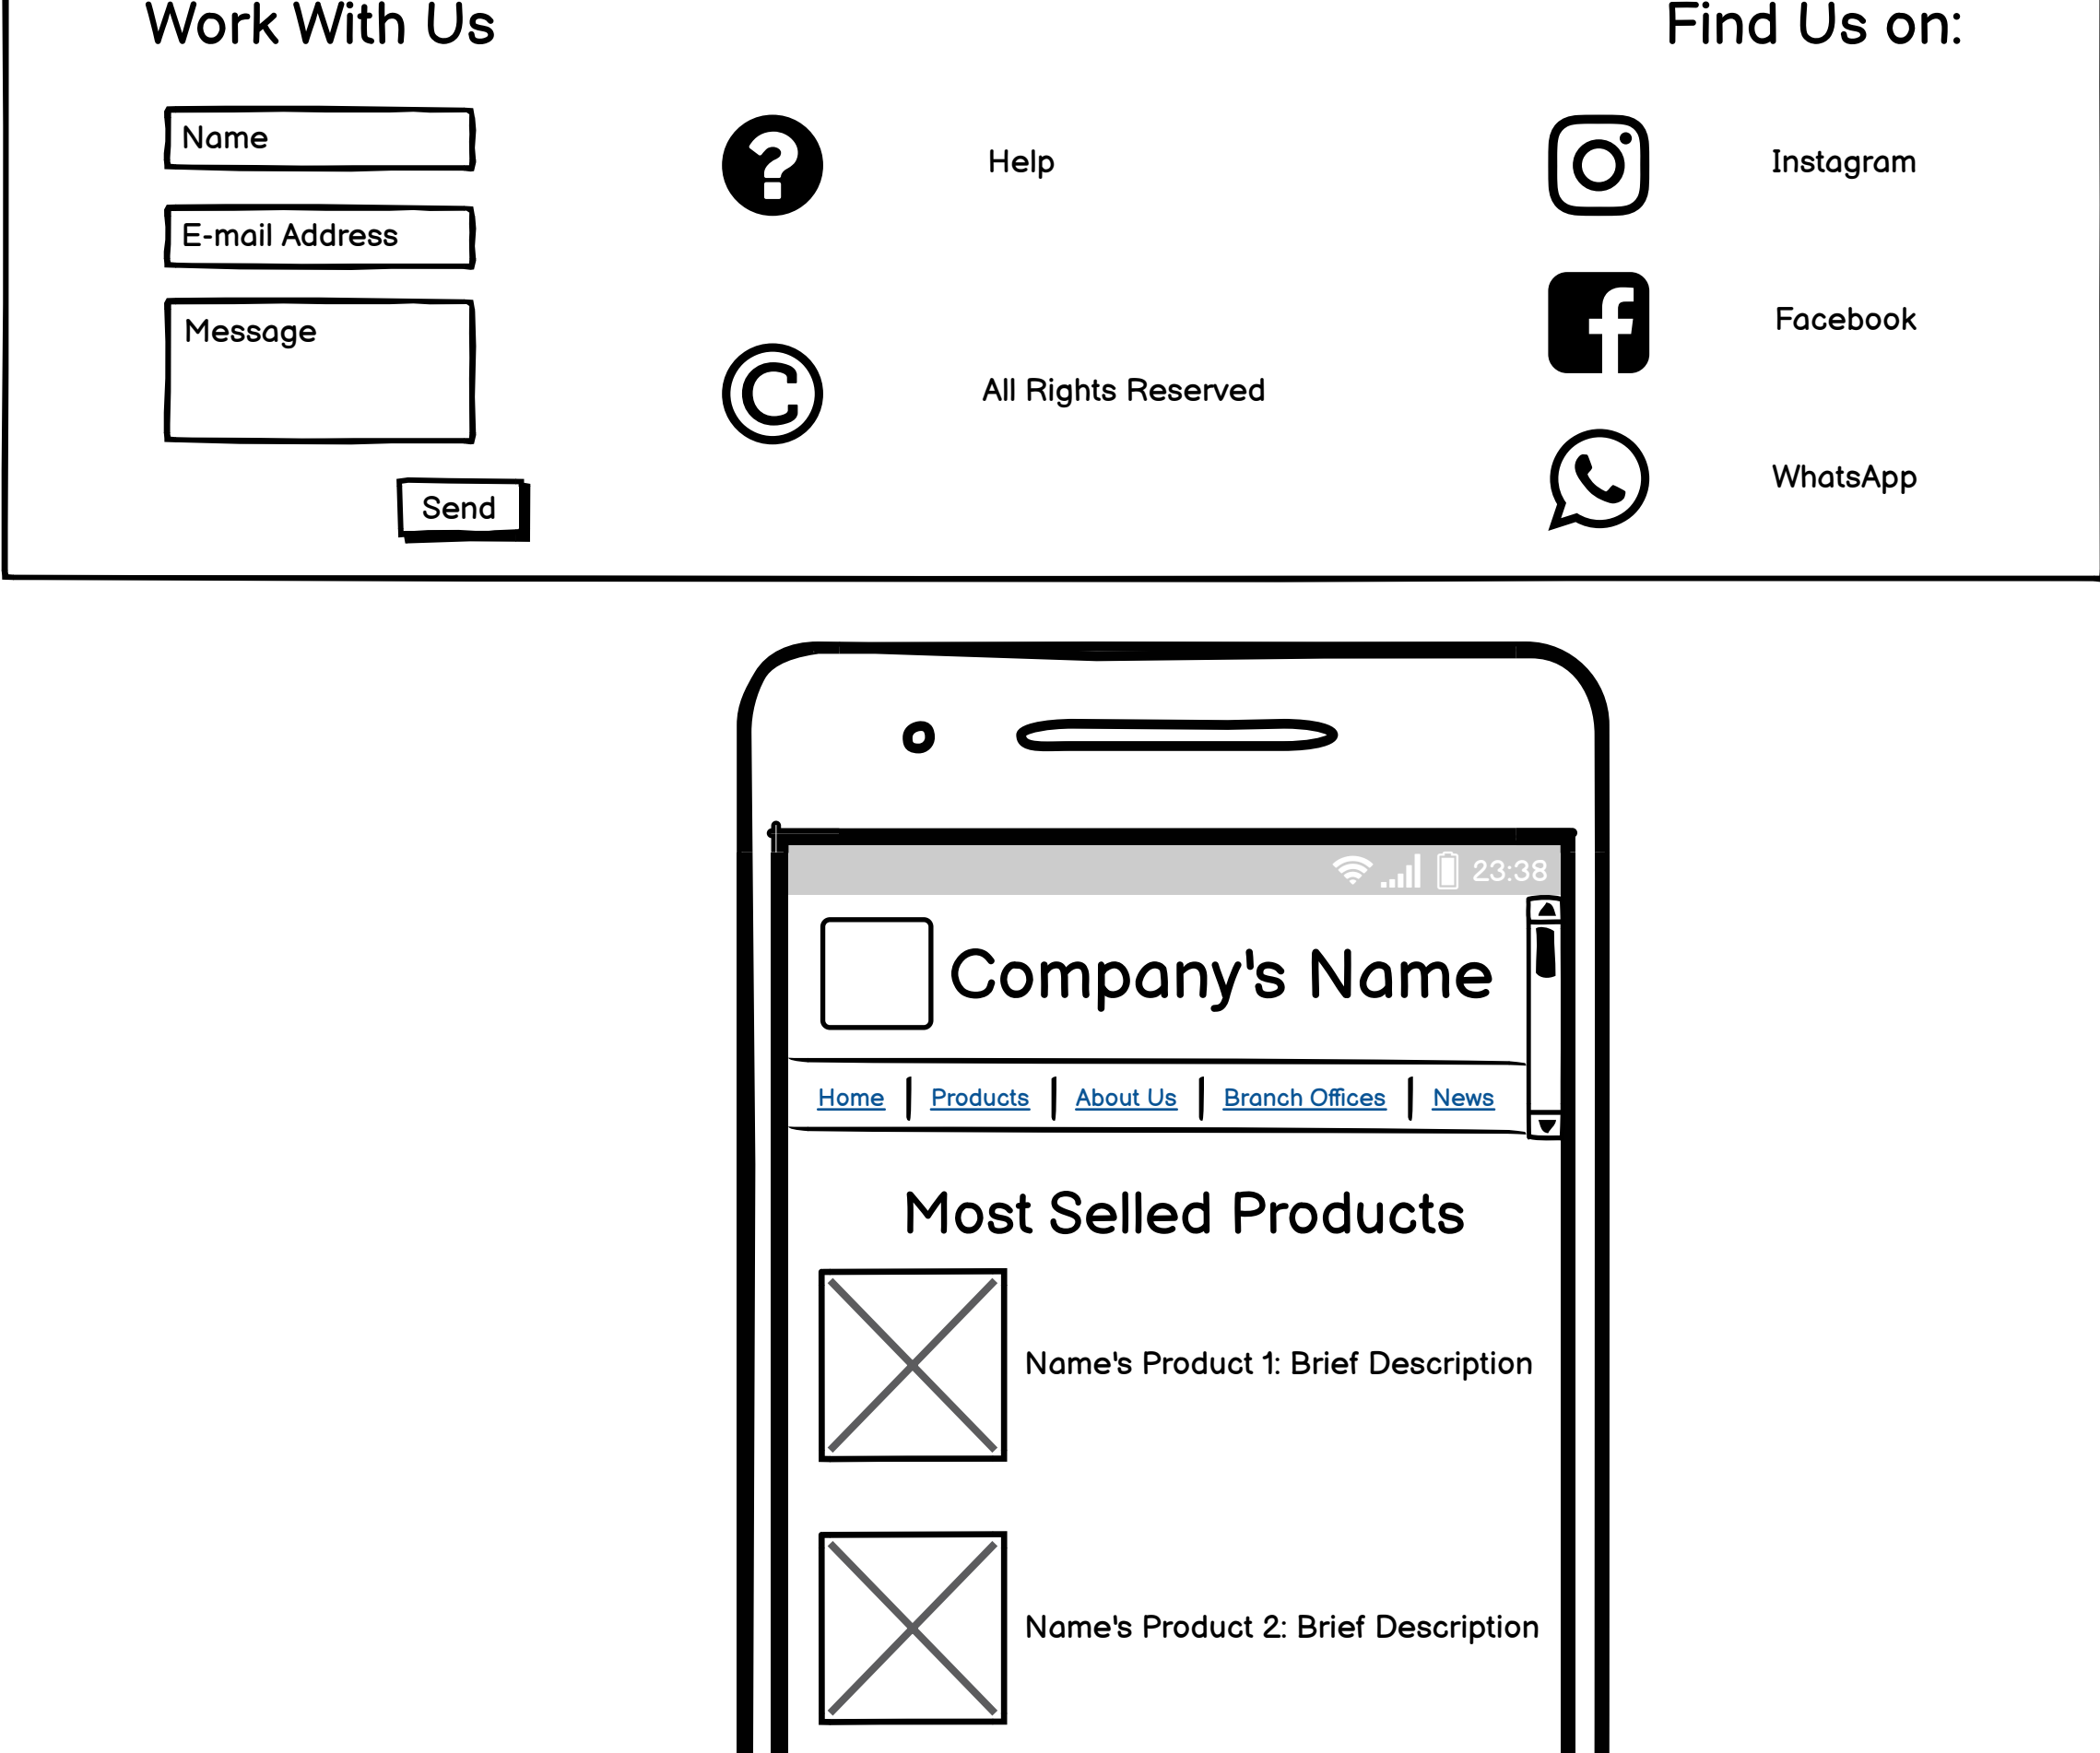 Work With Us
Find Us on:
Name
Help
Instagram
E-mail Address
Message
Facebook
All Rights Reserved
WhatsApp
Send
23:38
Company's Name
Home Products About Us Branch Offices News
Most Selled Products
Name's Product 1: Brief Description
Name's Product 2: Brief Description